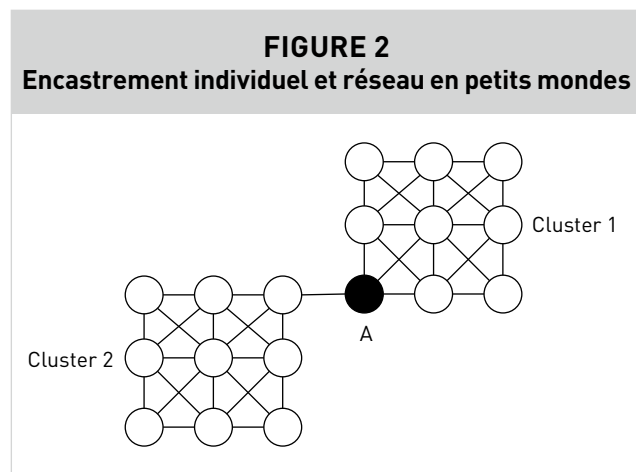 FIGURE 2
Encastrement individuel et réseau en petits mondes
Cluster 1
A
Cluster 2